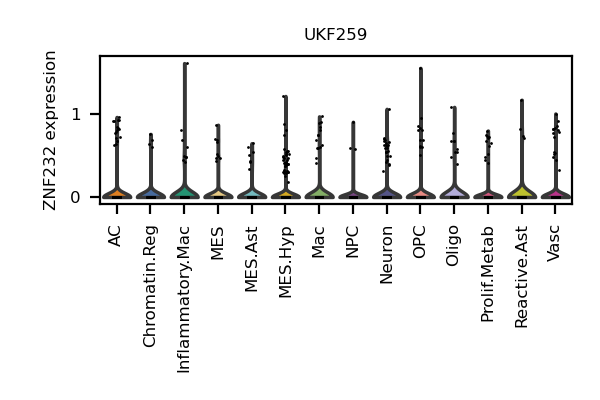 UKF259
ZNF232 expression
1
0
AC
Chromatin.Reg
Inflammatory.Mac
MES
MES.Ast
MES.Hyp
Mac
NPC
Neuron
OPC
Oligo
Prolif.Metab
Reactive.Ast
Vasc